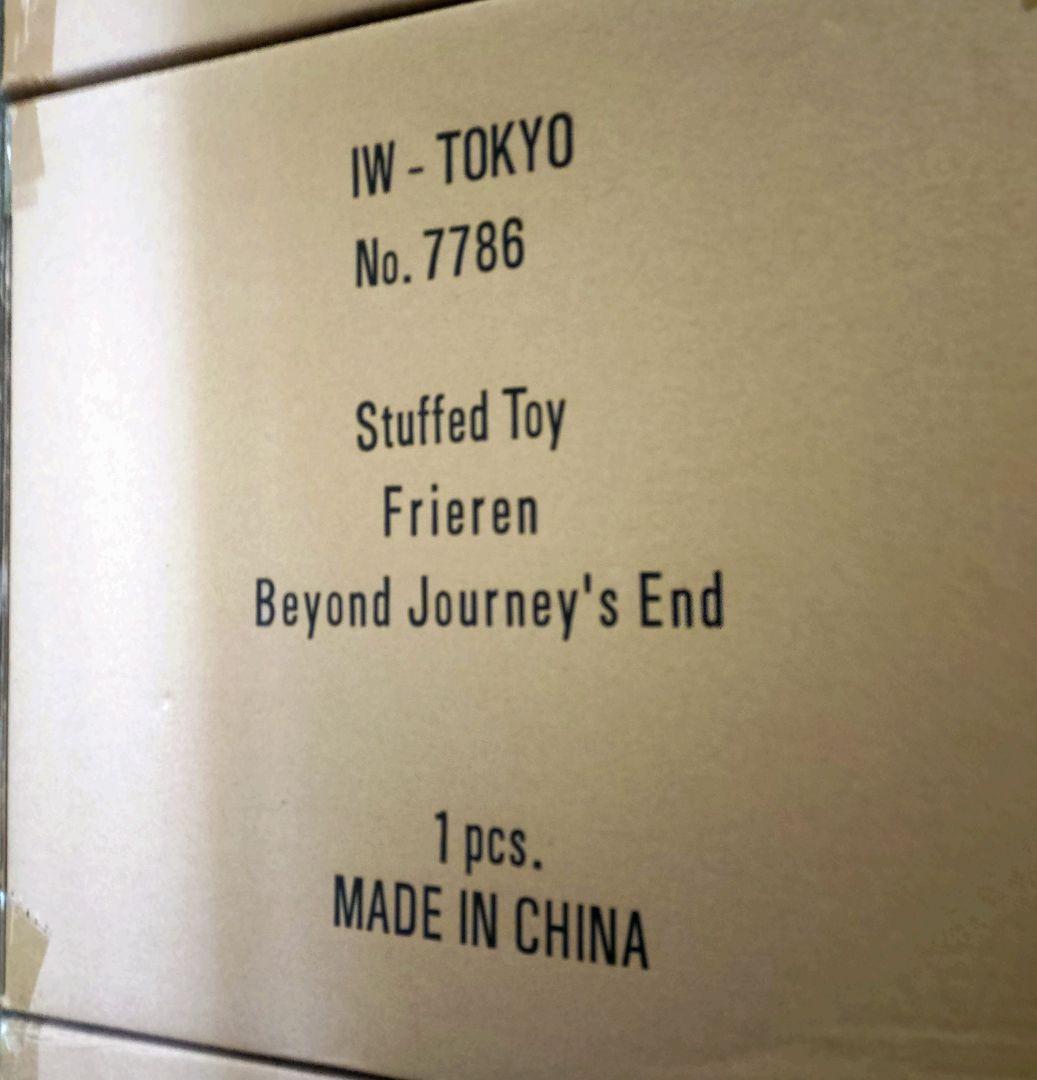 IW - TOKYO
No. 7786
Stuffed Toy
Frieren
Beyond Journey's End
1 pcs.
MADE IN CHINA